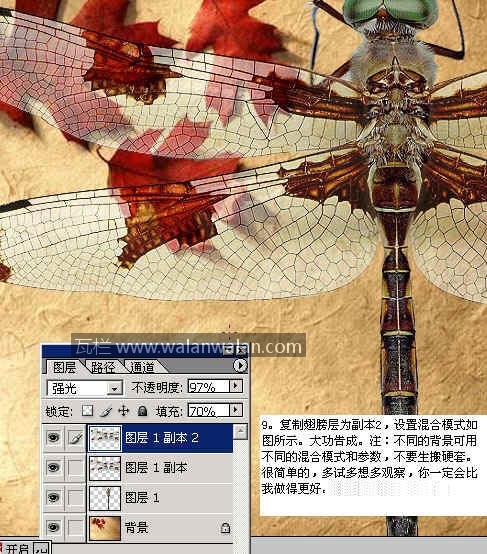 瓦栏 www.walanwalan.com
图层 路径 通道
强光 不透明度: 97%
锁定: 填充: 70%
图层 1 副本 2
图层 1 副本
图层 1
背景
开启
9。复制翅膀层为副本2，设置混合模式如
图所示。大功告成。注：不同的背景可用
不同的混合模式和参数，不要生搬硬套。
很简单的，多试多想多观察，你一定会比
我做得更好。